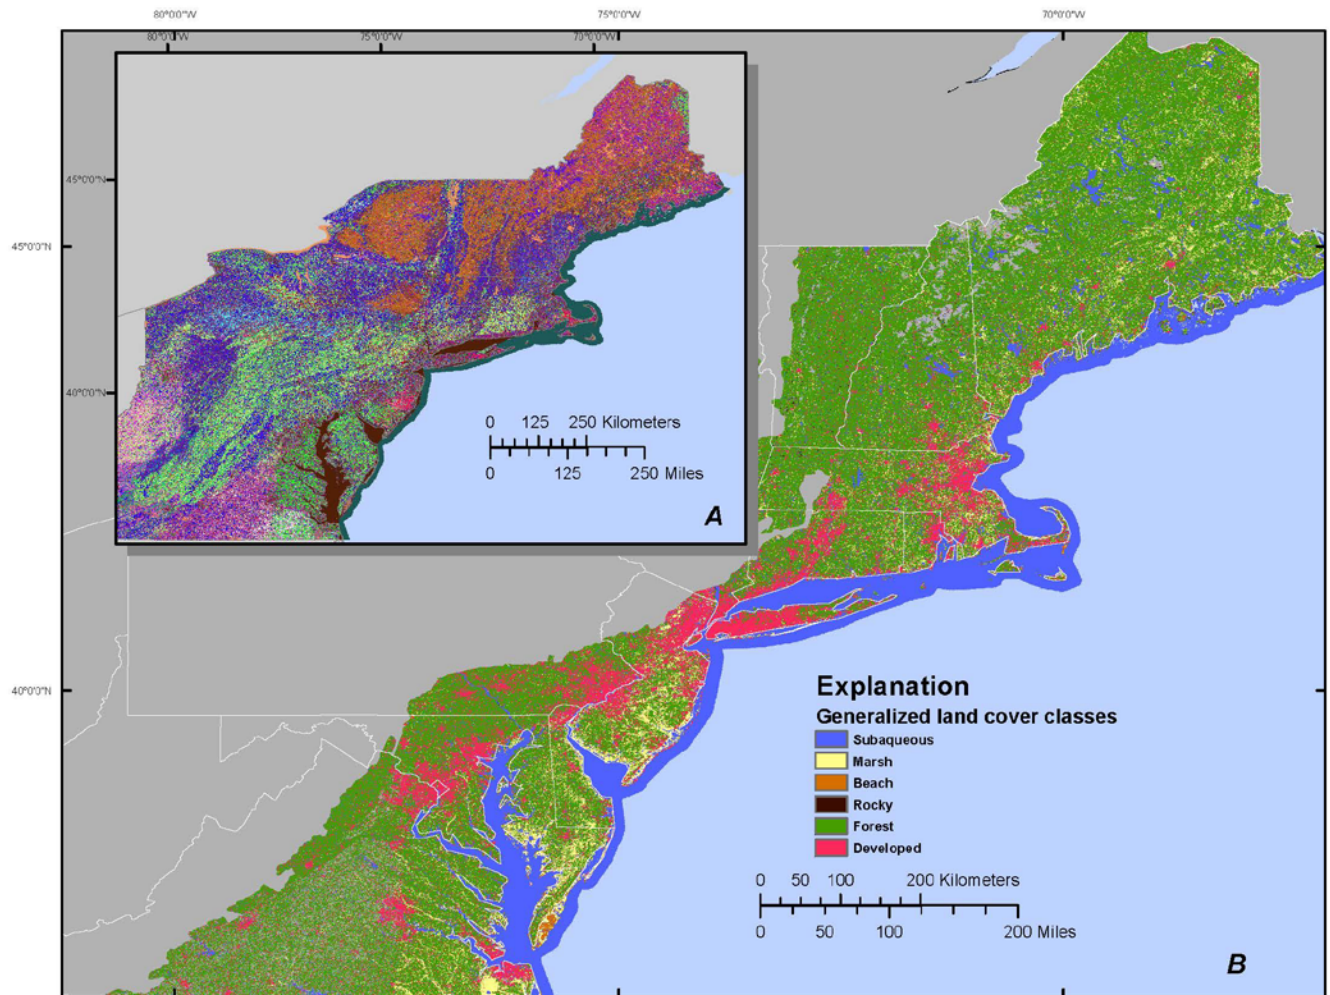 80°0'0"W 75°0'0"W 70°0'0"W
80°0'0"W 75°0'0"W 70°0'0"W
45°0'0"N
45°0'0"N
40°0'0"N
0 125 250 Kilometers
0 125 250 Miles
A
40°0'0"N
Explanation
Generalized land cover classes
Subaqueous
Marsh
Beach
Rocky
Forest
Developed
0 50 100 200 Kilometers
0 50 100 200 Miles
B